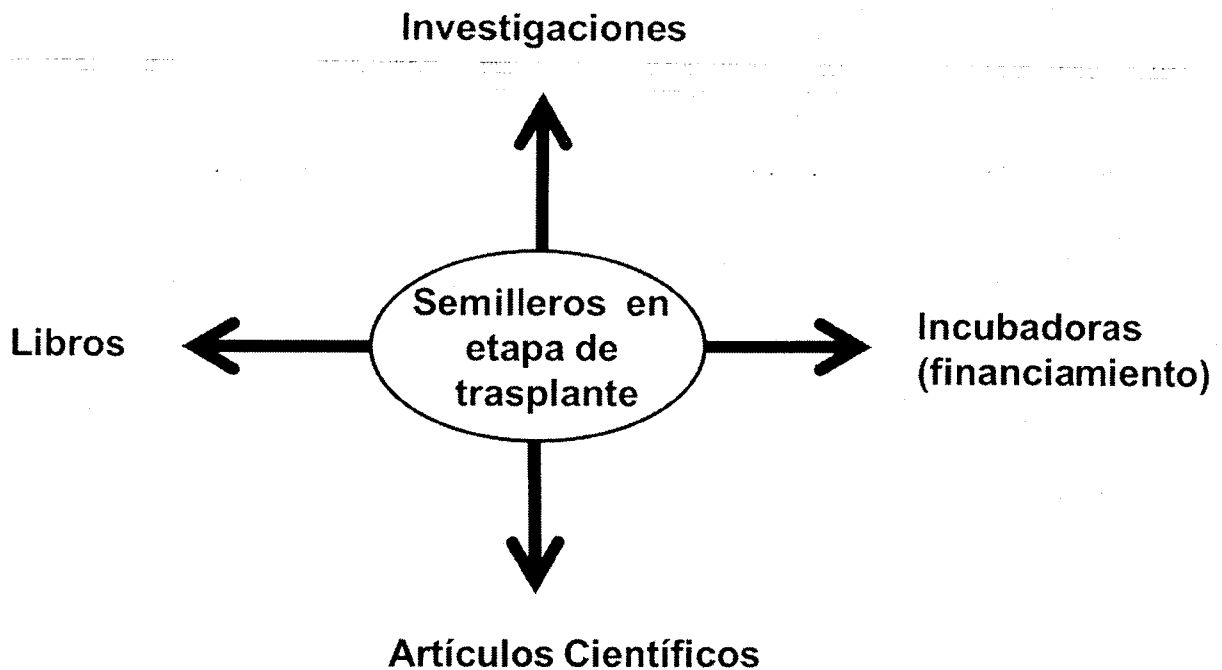 Investigaciones
Semilleros en
etapa de
trasplante
Libros
Incubadoras
(financiamiento)
Artículos Científicos